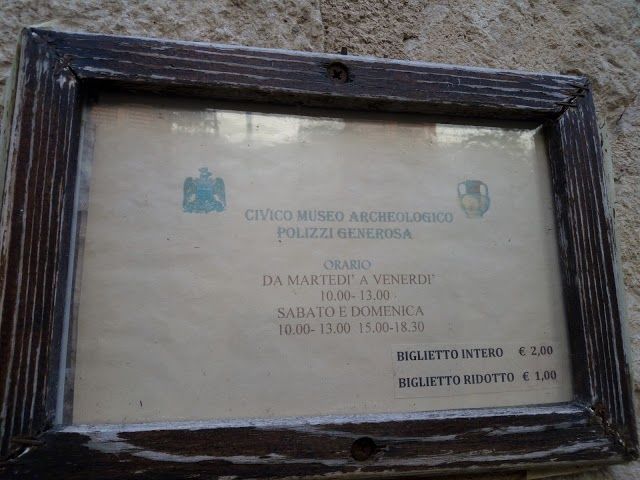 CIVICO MUSEO ARCHEOLOGICO
POLIZZI GENEROSA
ORARIO
DA MARTEDI' A VENERDI'
10.00- 13.00
SABATO E DOMENICA
10.00- 13.00  15.00-18.30
BIGLIETTO INTERO € 2,00
BIGLIETTO RIDOTTO € 1,00